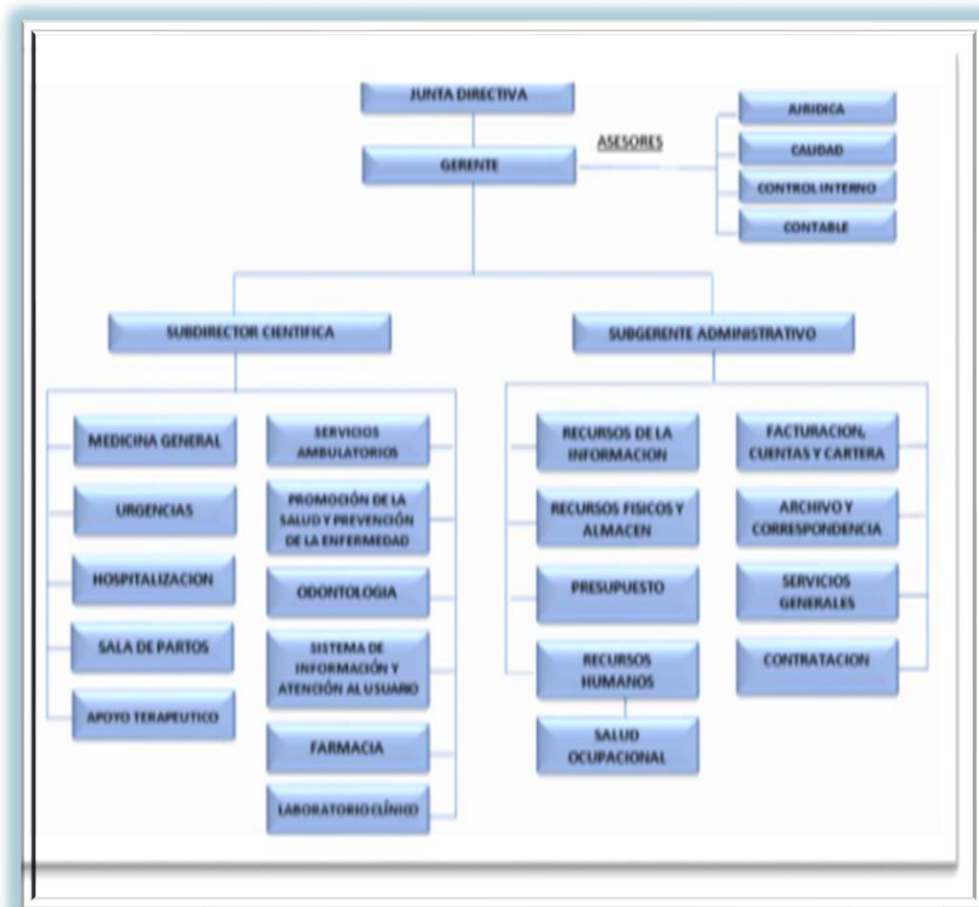 JUNTA DIRECTIVA
GERENTE
ASESORES
JURIDICA
CALIDAD
CONTROL INTERNO
CONTABLE
SUBDIRECTOR CIENTIFICA
SUBGERENTE ADMINISTRATIVO
MEDICINA GENERAL
URGENCIAS
HOSPITALIZACION
SALA DE PARTOS
APOYO TERAPEUTICO
SERVICIOS
AMBULATORIOS
PROMOCIÓN DE LA
SALUD Y PREVENCIÓN
DE LA ENFERMEDAD
ODONTOLOGIA
SISTEMA DE
INFORMACIÓN Y
ATENCIÓN AL USUARIO
FARMACIA
LABORATORIO CLÍNICO
RECURSOS DE LA
INFORMACION
RECURSOS FISICOS Y
ALMACEN
PRESUPUESTO
RECURSOS
HUMANOS
SALUD
OCUPACIONAL
FACTURACION,
CUENTAS Y CARTERA
ARCHIVO Y
CORRESPONDENCIA
SERVICIOS
GENERALES
CONTRATACION